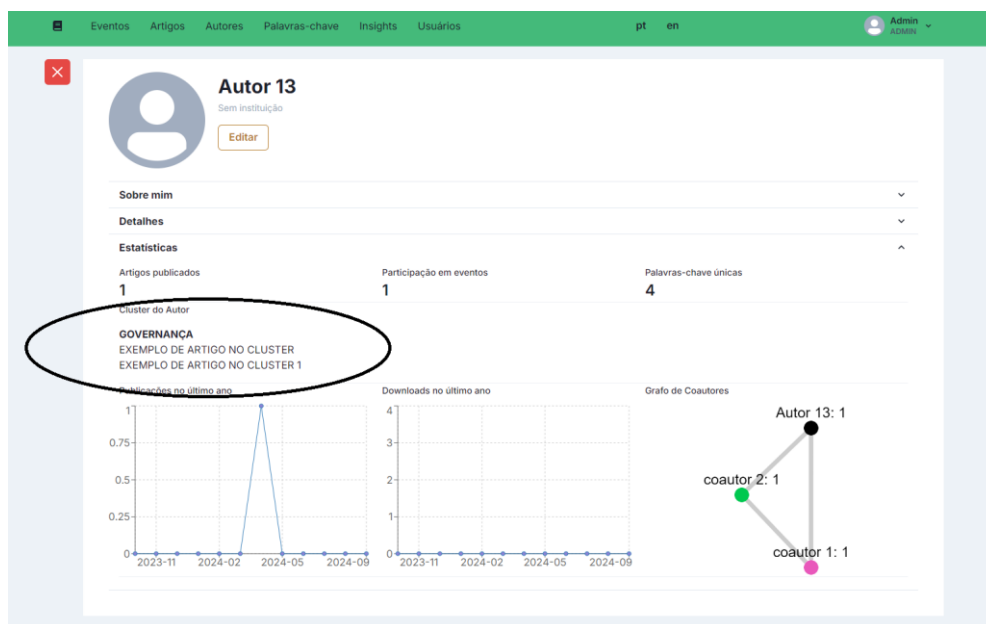 Eventos Artigos Autores Palavras-chave Insights Usuários pt en Admin
ADMIN
Autor 13
Sem instituição
Editar
Sobre mim
Detalhes
Estatísticas
Artigos publicados Participação em eventos Palavras-chave únicas
1 1 4
Cluster do Autor
GOVERNANÇA
EXEMPLO DE ARTIGO NO CLUSTER
EXEMPLO DE ARTIGO NO CLUSTER 1
Publicações no último ano Downloads no último ano Grafo de Coautores
1
0.75
0.5
0.25
0
2023-11 2024-02 2024-05 2024-09
4
3
2
1
0
2023-11 2024-02 2024-05 2024-09
Autor 13: 1
coautor 2: 1
coautor 1: 1